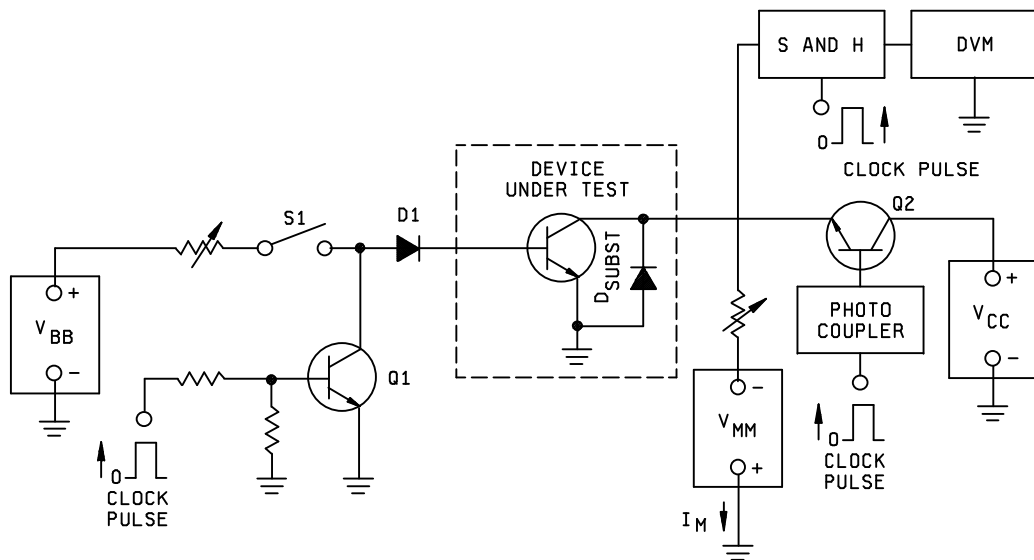 S AND H
DVM
0
CLOCK PULSE
DEVICE
UNDER TEST
D1
S1
Q2
DSUBST
+
VBB
-
+
VCC
-
PHOTO
COUPLER
Q1
-
VMM
+
0
CLOCK
PULSE
0
CLOCK
PULSE
IM